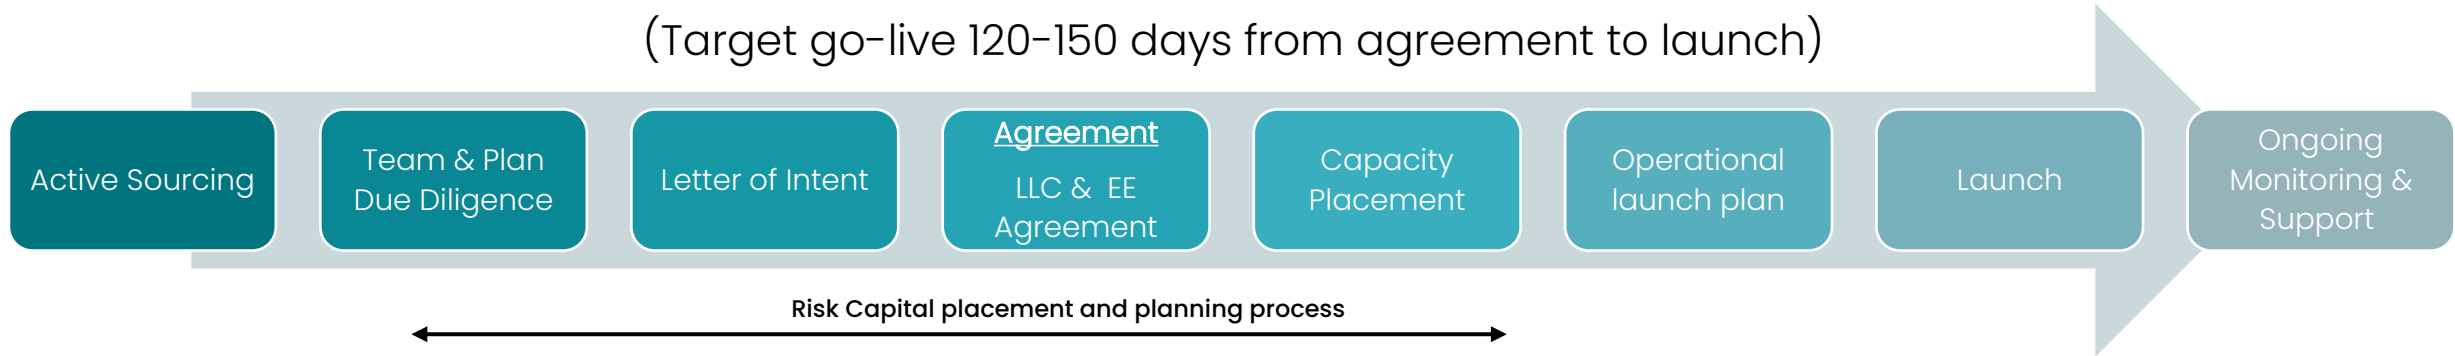 (Target go-live 120-150 days from agreement to launch)
Active Sourcing
Team & Plan
Due Diligence
Letter of Intent
Agreement
LLC & EE
Agreement
Capacity
Placement
Operational
launch plan
Launch
Ongoing
Monitoring &
Support
Risk Capital placement and planning process